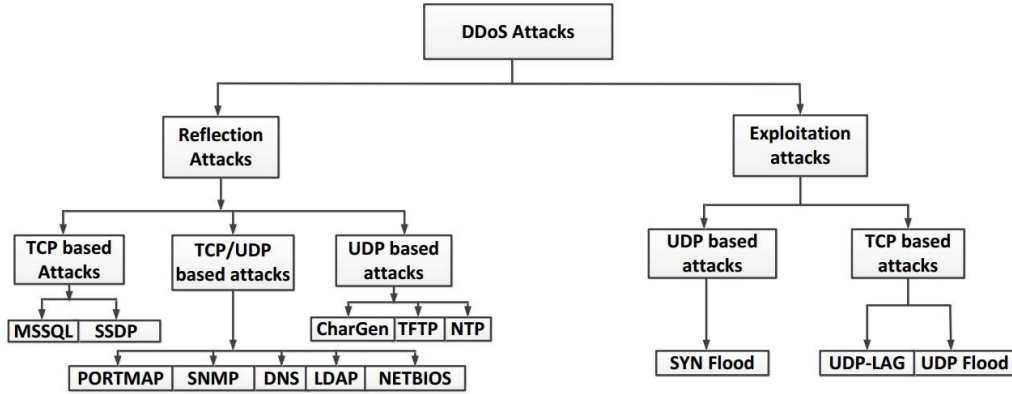 DDoS Attacks
Reflection
Attacks
Exploitation
attacks
TCP based
Attacks
TCP/UDP
based attacks
UDP based
attacks
UDP based
attacks
TCP based
attacks
MSSQL SSDP
CharGen TFTP NTP
PORTMAP SNMP DNS LDAP NETBIOS
SYN Flood
UDP-LAG UDP Flood